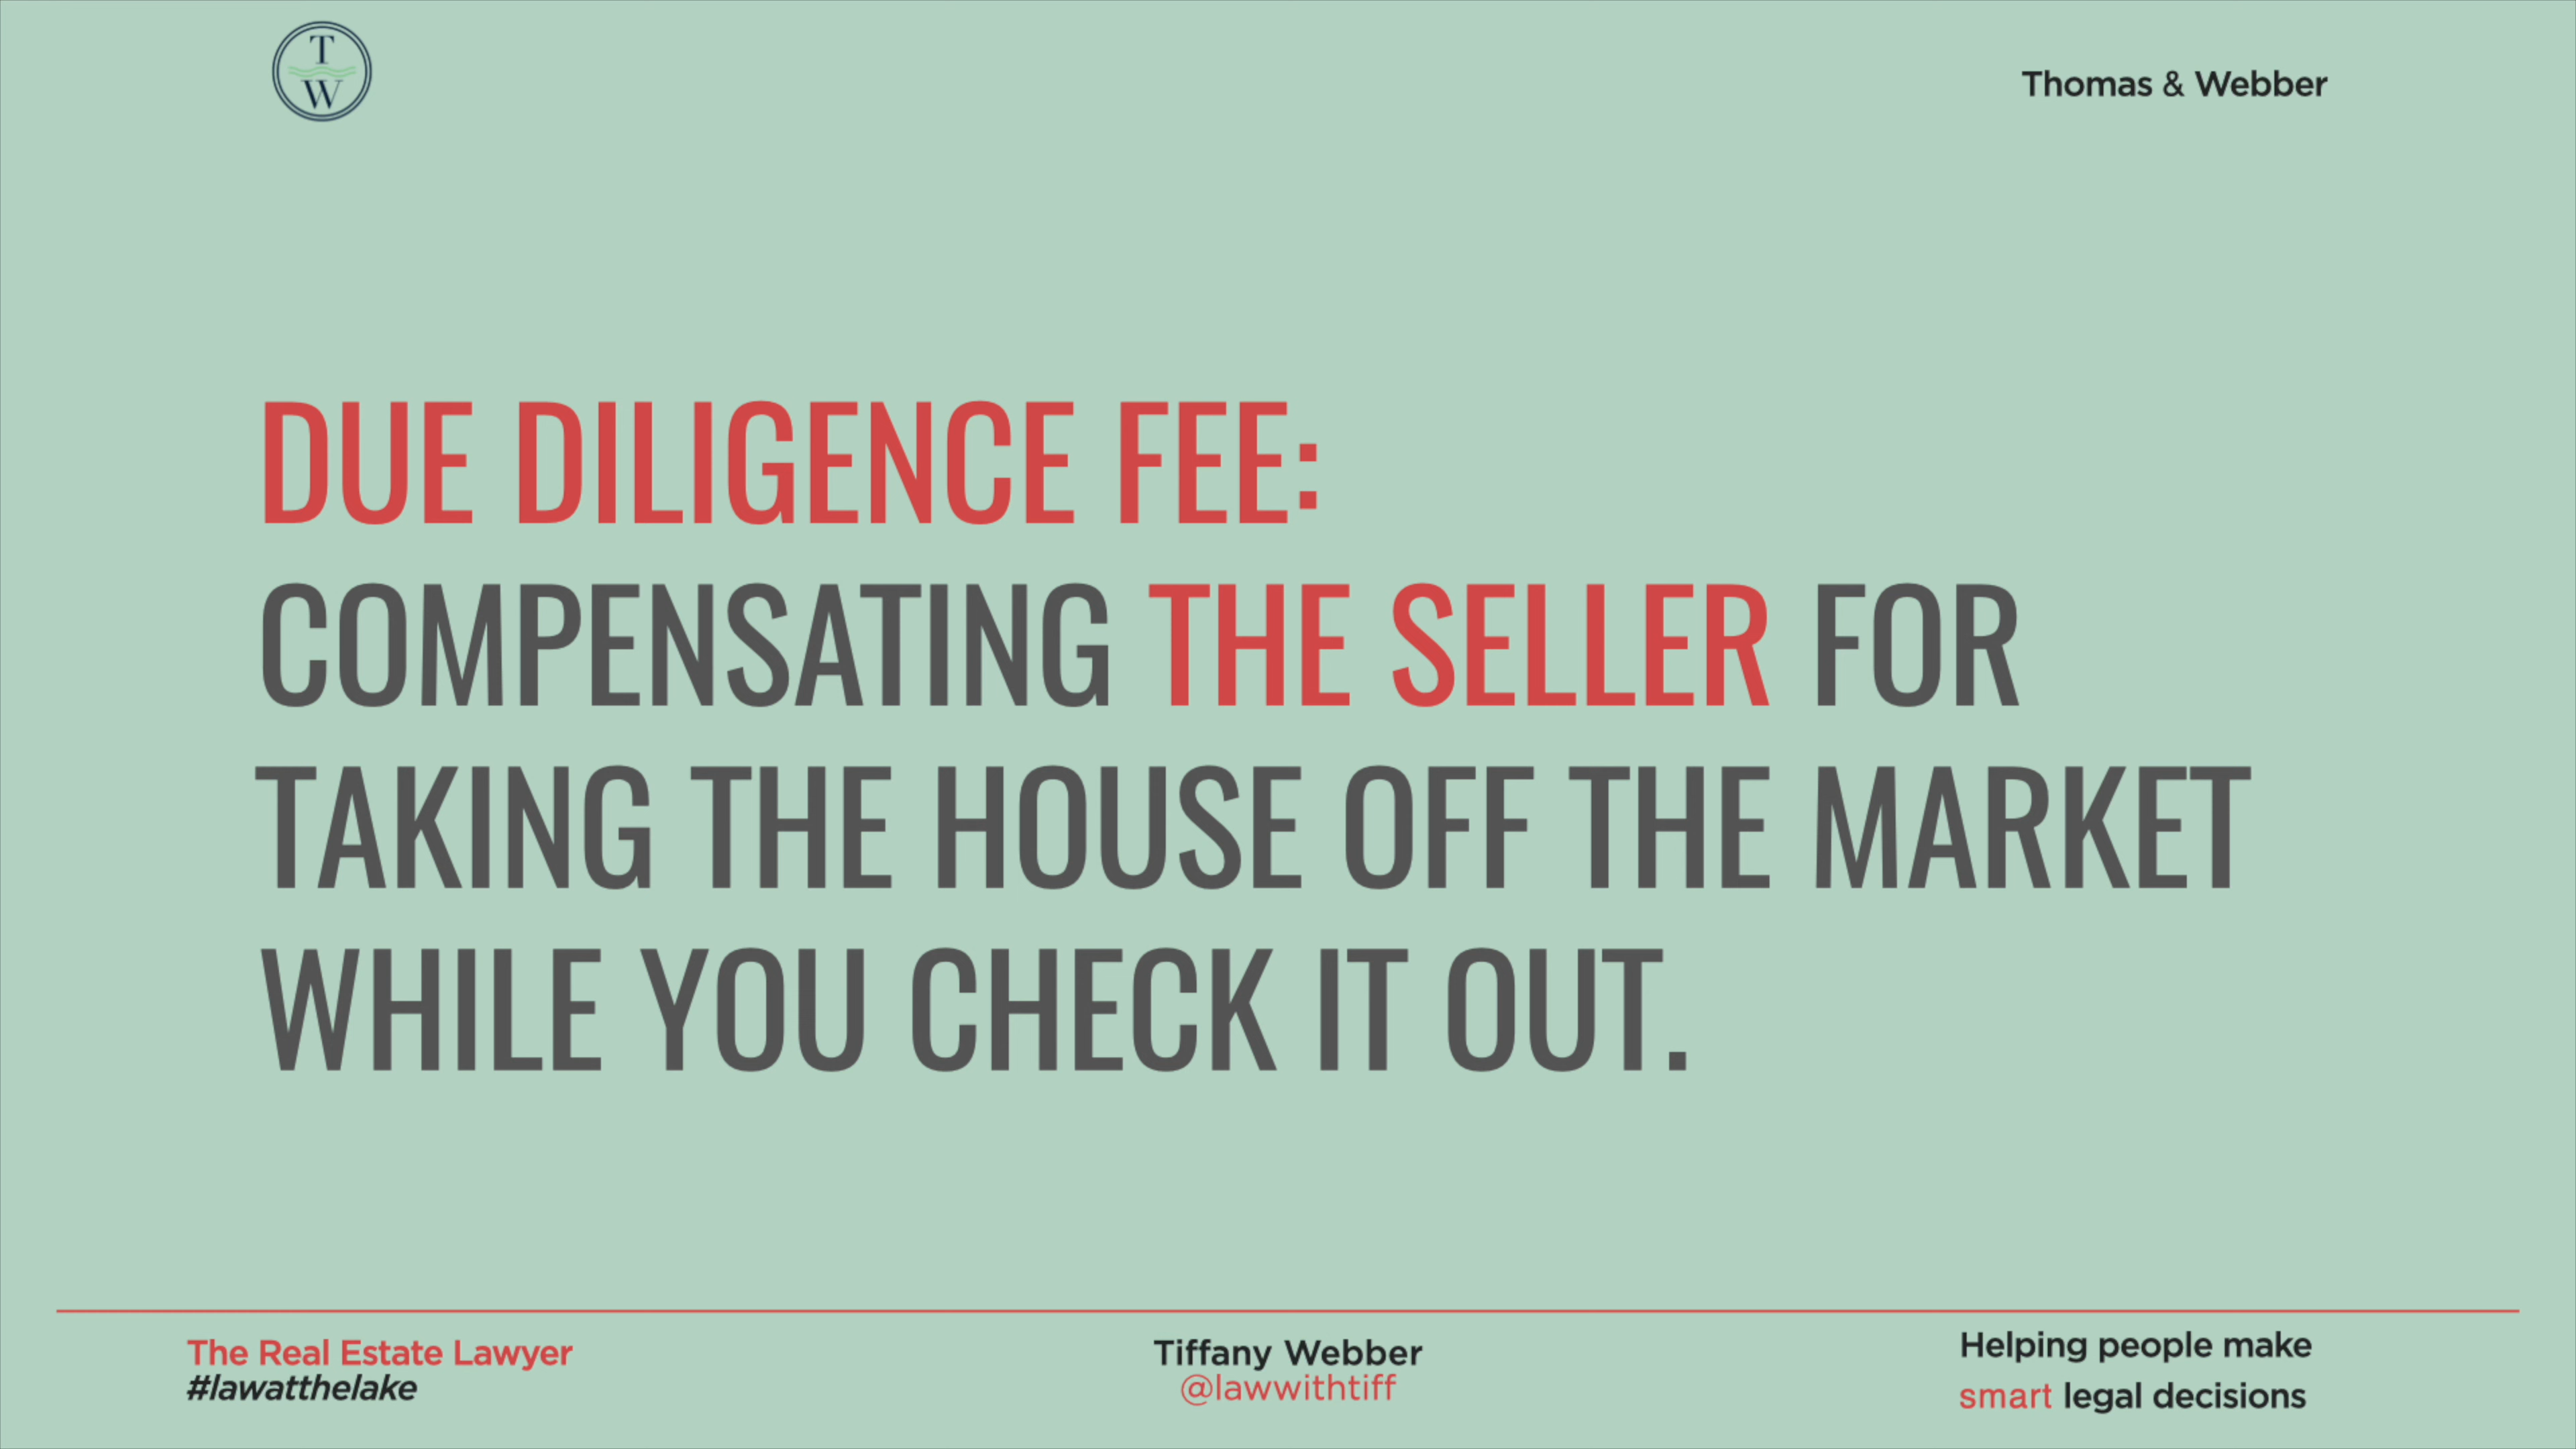 T
W
Thomas & Webber
DUE DILIGENCE FEE:
COMPENSATING THE SELLER FOR
TAKING THE HOUSE OFF THE MARKET
WHILE YOU CHECK IT OUT.
The Real Estate Lawyer
#lawatthelake
Tiffany Webber
@lawwithtiff
Helping people make
smart legal decisions